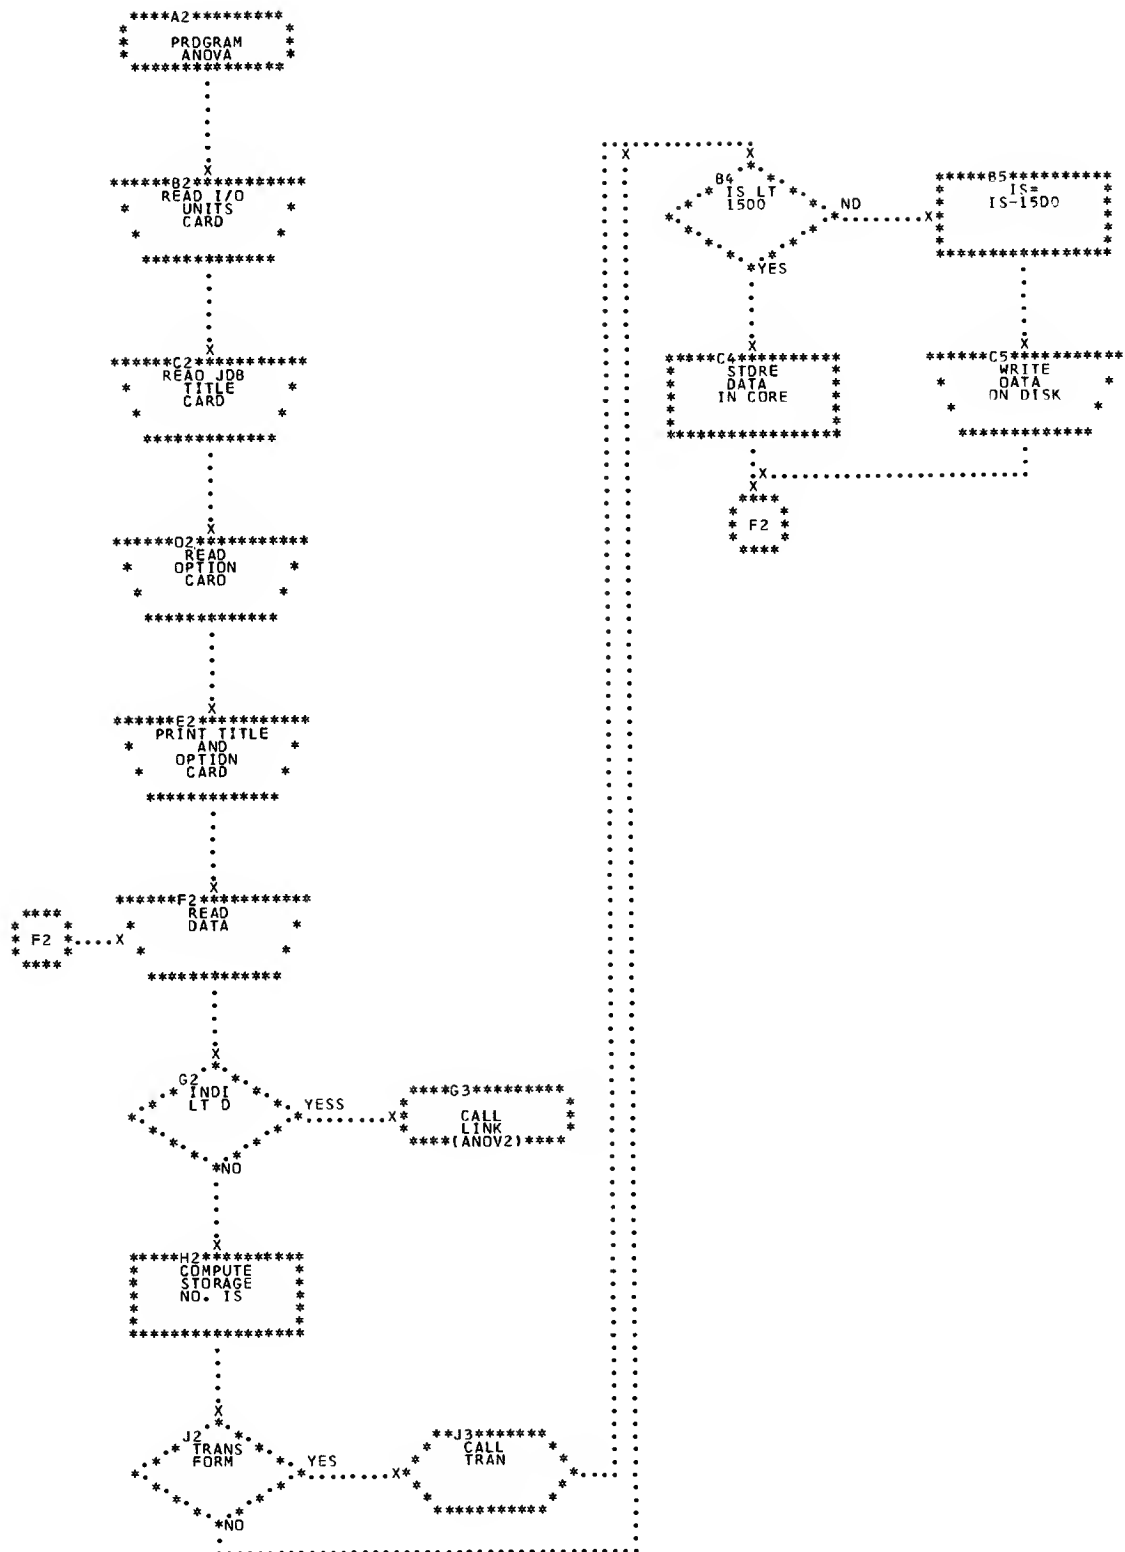 A2
PROGRAM
ANOVA
B2
READ I/O
UNITS
CARD
C2
READ JOB
TITLE
CARD
D2
READ
OPTION
CARD
E2
PRINT TITLE
AND
OPTION
CARD
F2
READ
DATA
F2
G2
INDI
LT 0
YESS
NO
G3
CALL
LINK
(ANOV2)
H2
COMPUTE
STORAGE
NO. IS
J2
TRANS
FORM
YES
NO
J3
CALL
TRAN
B4
IS LT
1500
NO
YES
B5
IS=
IS-1500
C4
STORE
DATA
IN CORE
C5
WRITE
DATA
ON DISK
F2